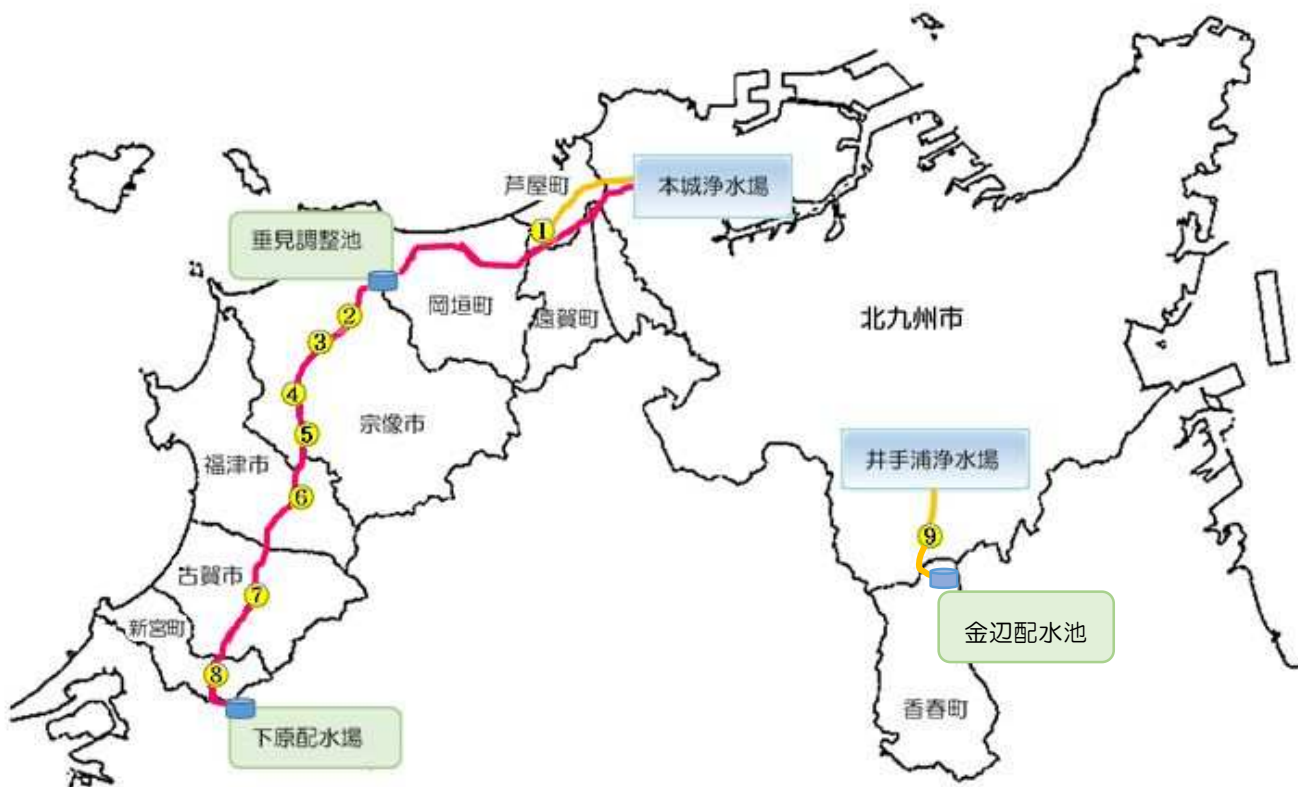 芦屋町
本城浄水場
垂見調整池
①
岡垣町
遠賀町
北九州市
②
③
④
宗像市
⑤
福津市
井手浦浄水場
⑥
⑨
古賀市
⑦
新宮町
金辺配水池
⑧
香春町
下原配水場